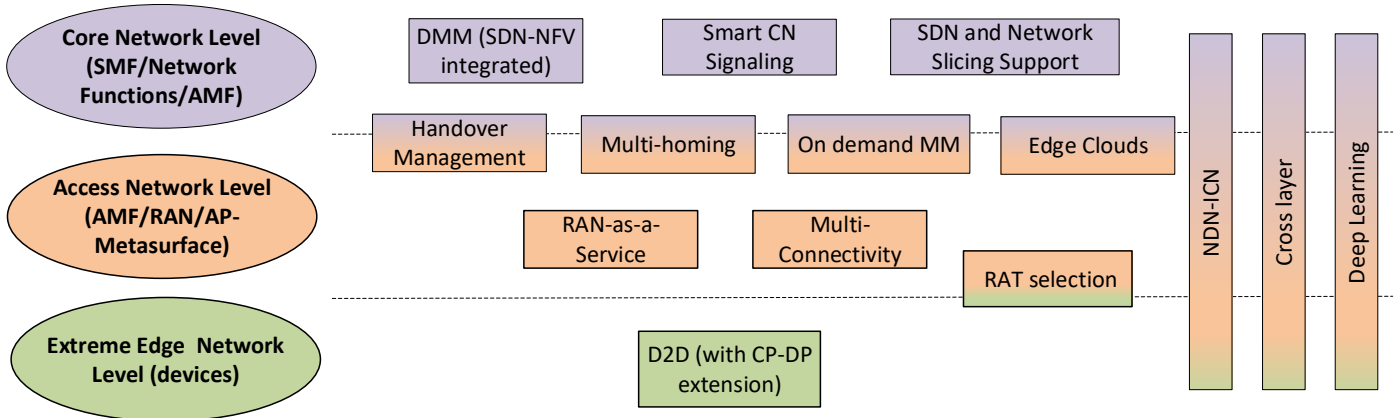 Core Network Level
(SMF/Network
Functions/AMF)
DMM (SDN-NFV
integrated)
Smart CN
Signaling
SDN and Network
Slicing Support
Handover
Management
Multi-homing
On demand MM
Edge Clouds
Access Network Level
(AMF/RAN/AP-
Metasurface)
RAN-as-a-
Service
Multi-
Connectivity
RAT selection
Extreme Edge  Network
Level (devices)
D2D (with CP-DP
extension)
NDN-ICN
Cross layer
Deep Learning